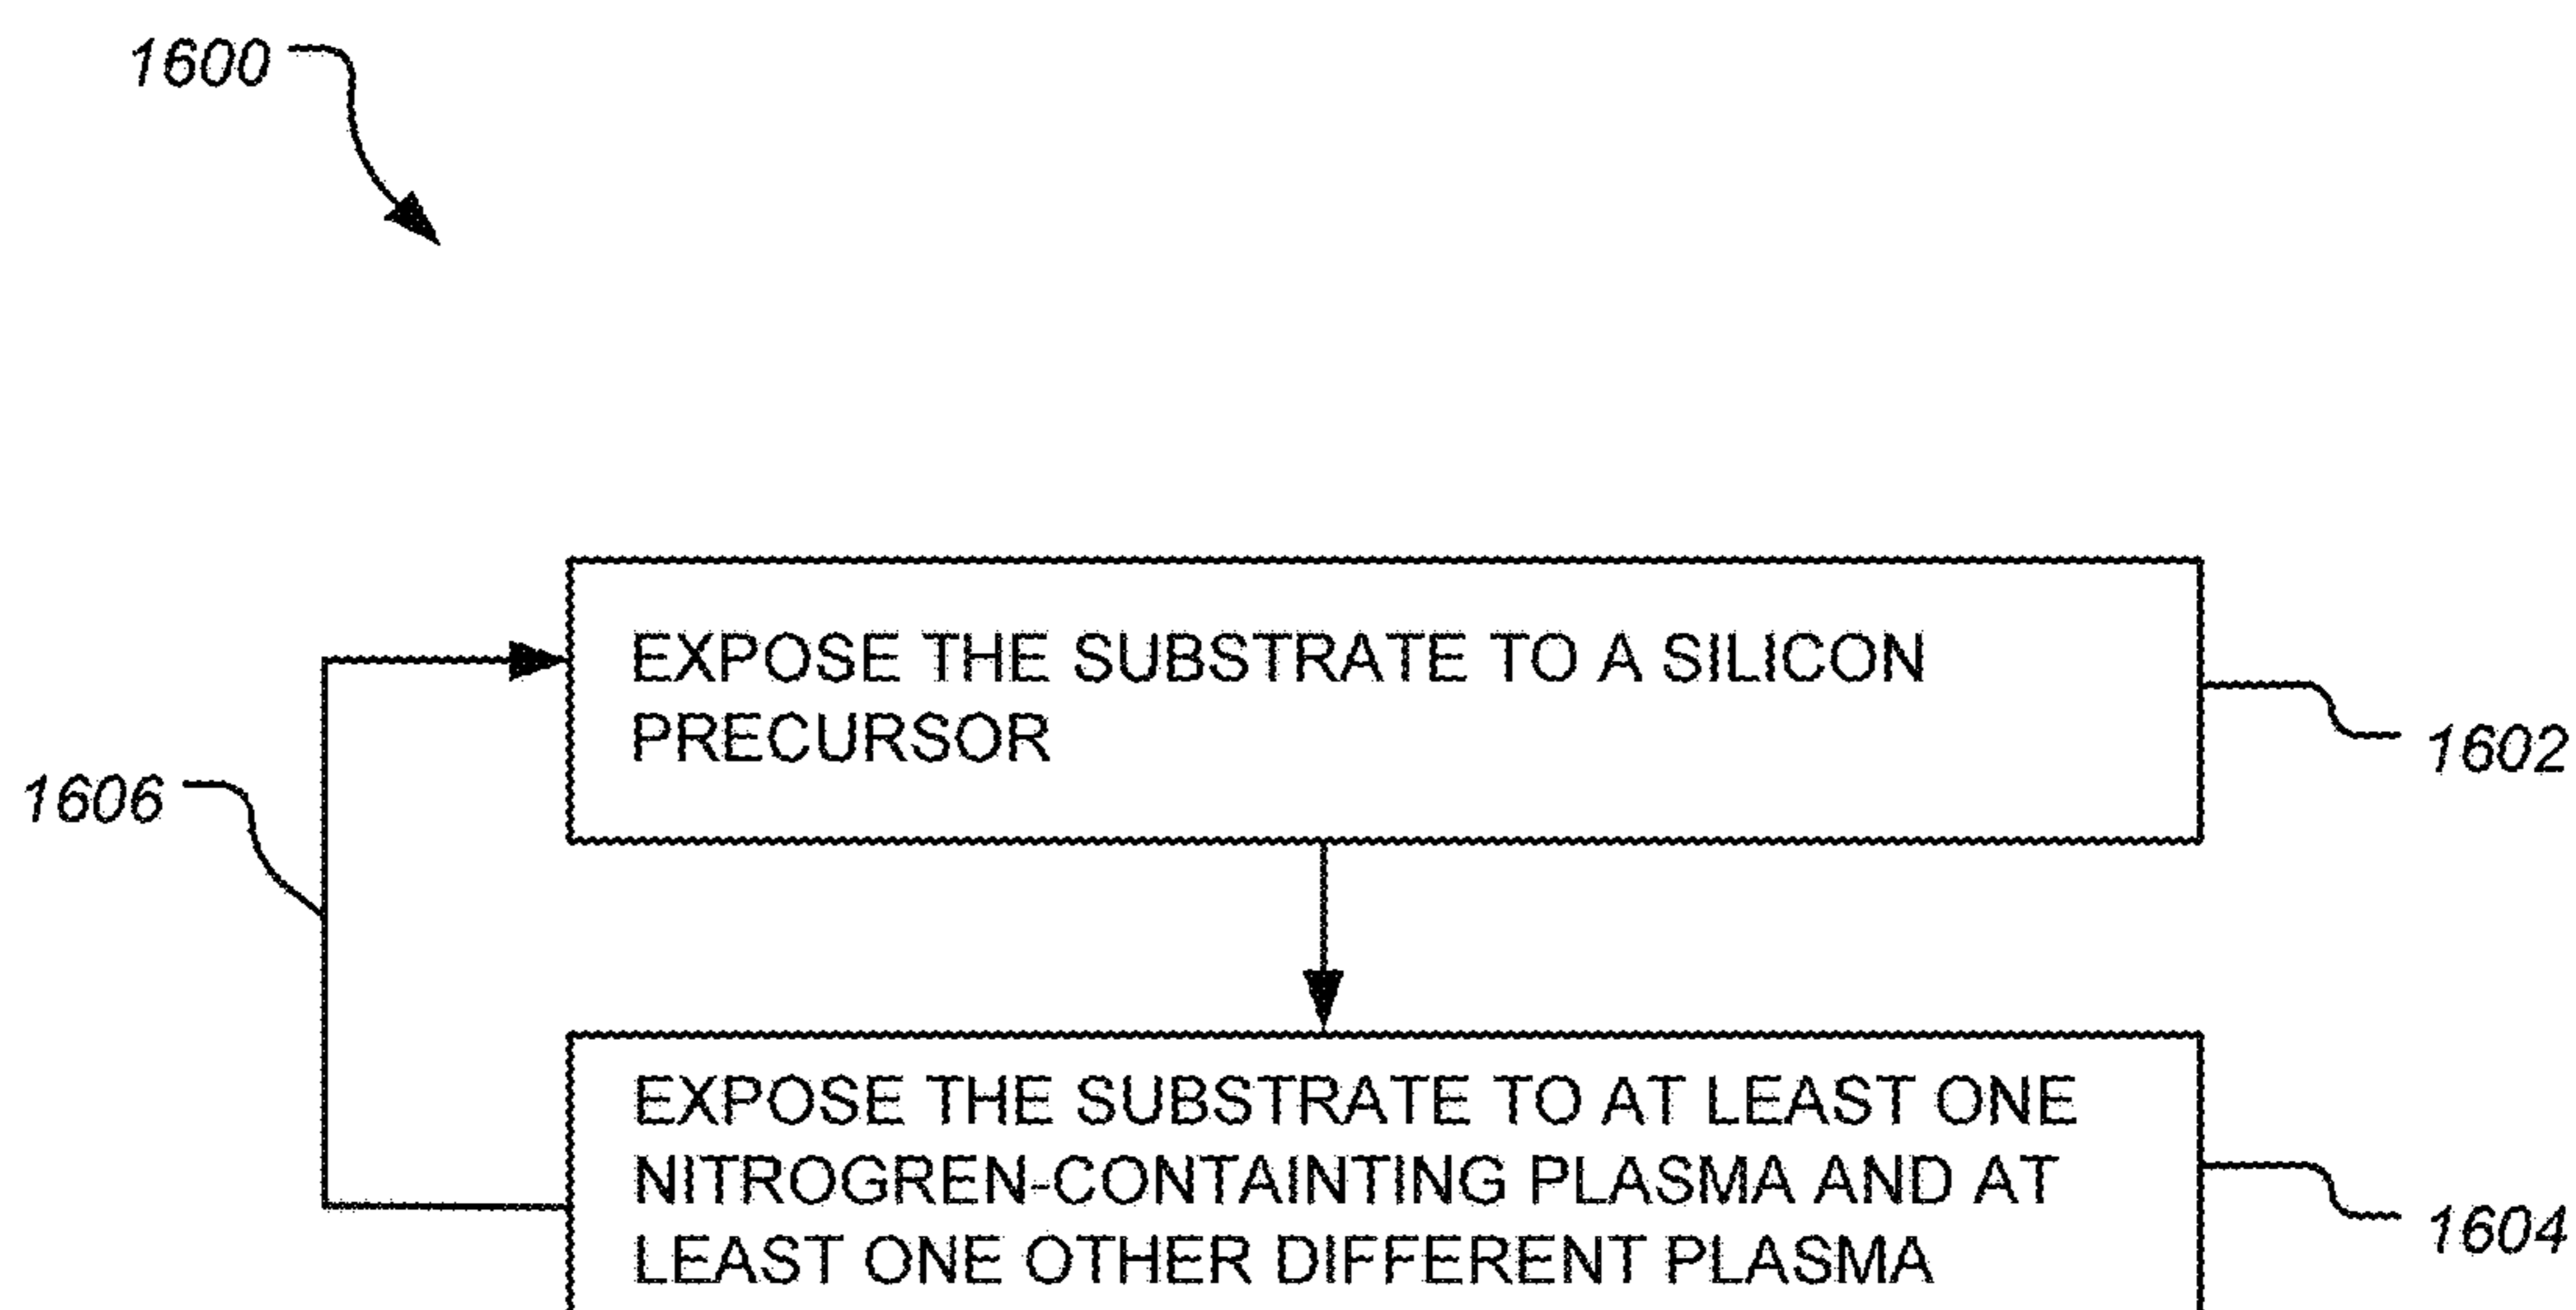 1600
EXPOSE THE SUBSTRATE TO A SILICON
PRECURSOR
1602
1606
EXPOSE THE SUBSTRATE TO AT LEAST ONE
NITROGREN-CONTAINTING PLASMA AND AT
LEAST ONE OTHER DIFFERENT PLASMA
1604